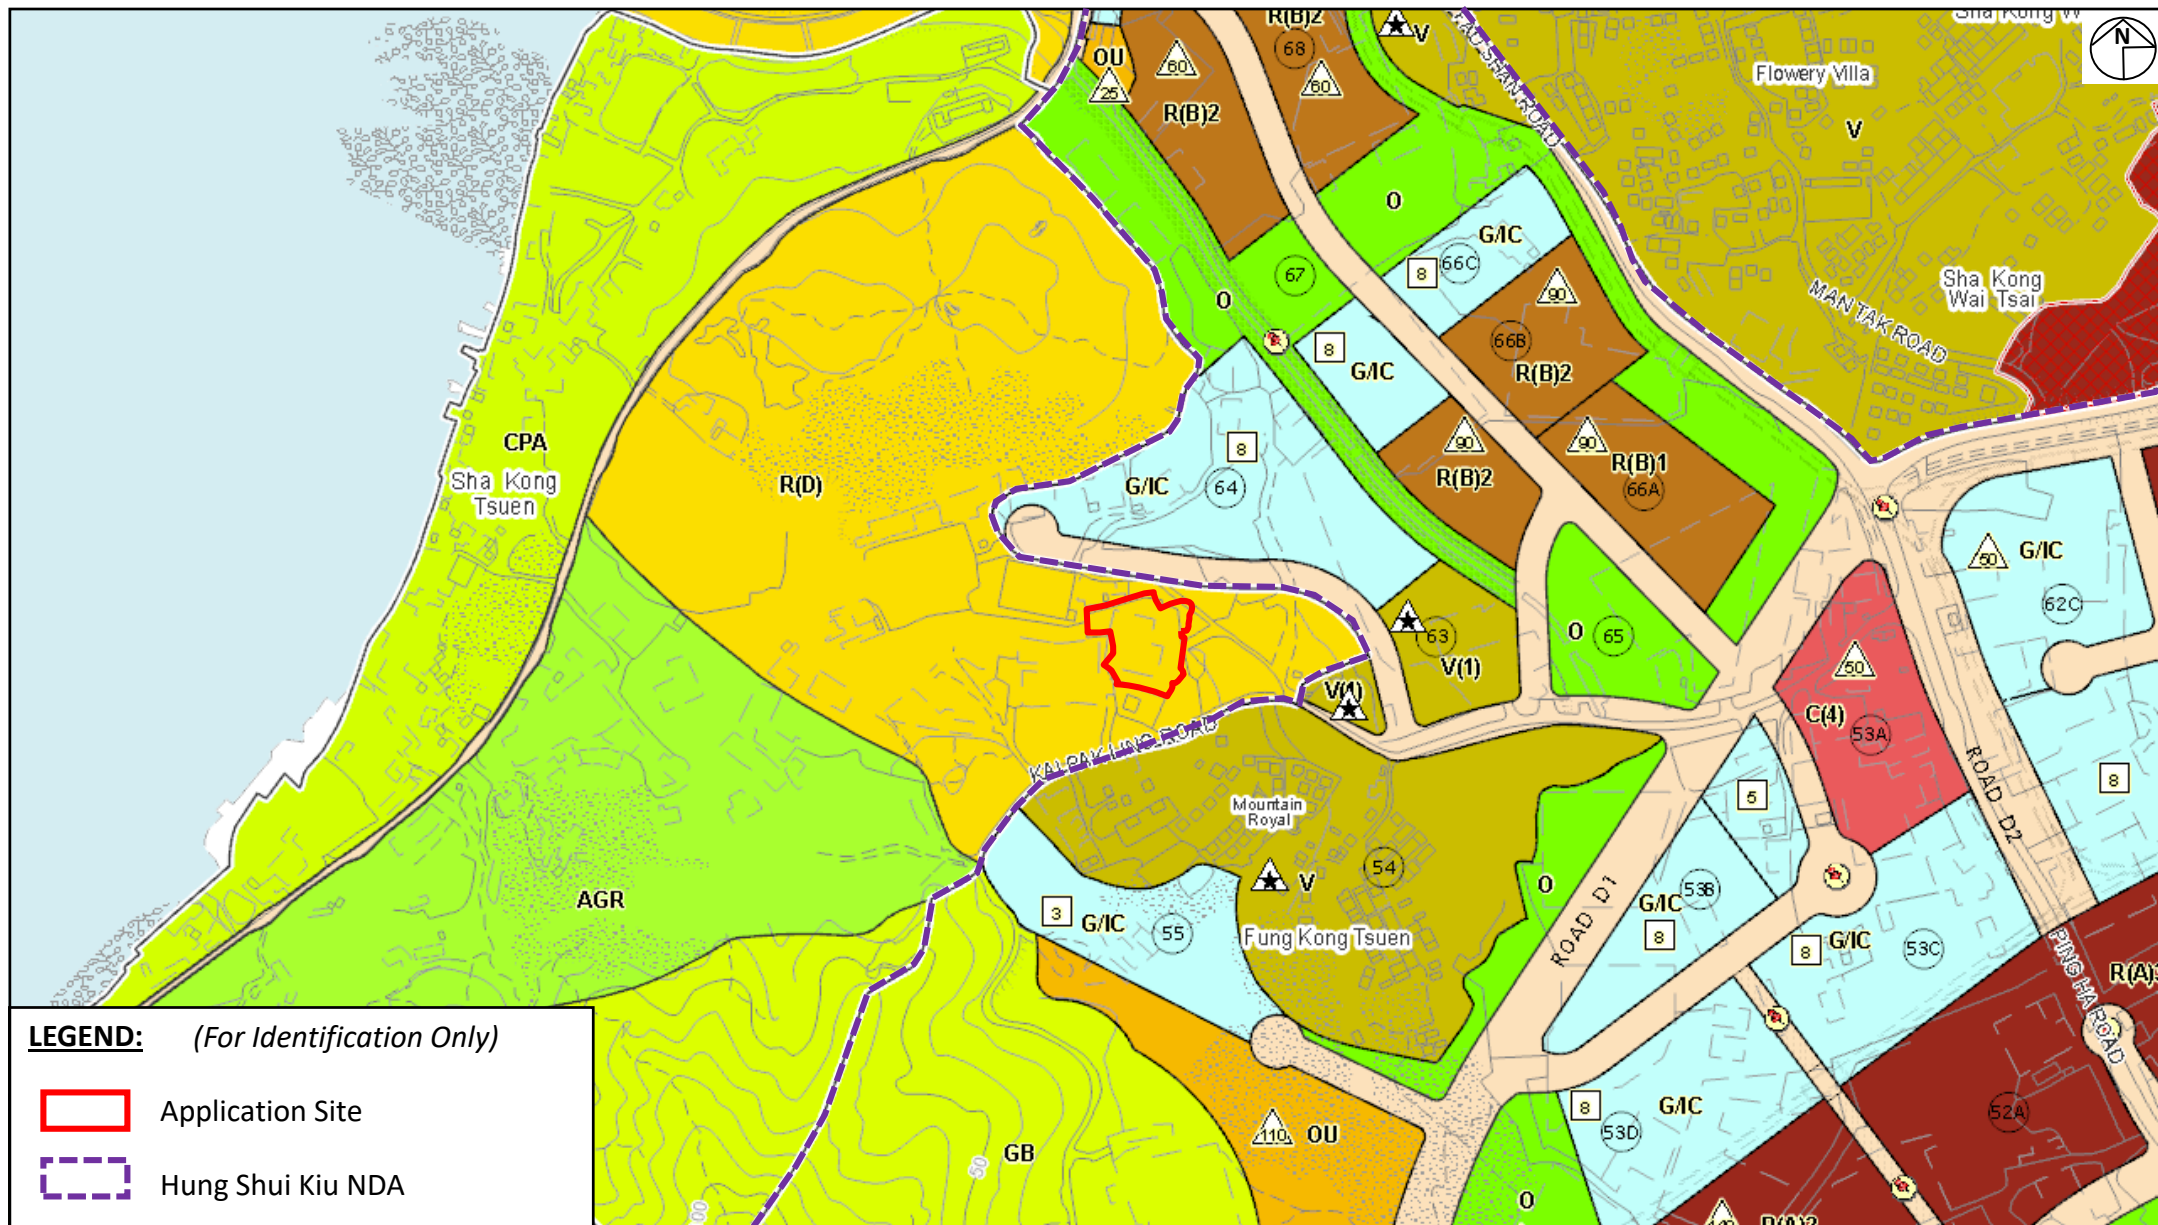 R(B)2
68
Sha Kong W
V
N
OU
60
60
25
R(B)2
AU SHAN ROAD
Flowery Villa
V
O
G/IC
8
66C
67
O
90
Sha Kong
Wai Tsai
MAN TAK ROAD
66B
8
G/IC
R(B)2
CPA
Sha Kong
Tsuen
R(D)
8
G/IC
64
90
R(B)2
90
R(B)1
66A
50
G/IC
62C
63
V(1)
O
65
50
V(1)
C(4)
53A
KAI PAK LING ROAD
ROAD D2
8
5
Mountain
Royal
54
V
O
AGR
3
G/IC
55
Fung Kong Tsuen
ROAD D1
G/IC
53B
8
8
G/IC
53C
PING HA ROAD
R(A)3
LEGEND:
(For Identification Only)
Application Site
Hung Shui Kiu NDA
GB
50
110
OU
8
G/IC
53D
52A
O
R(A)2